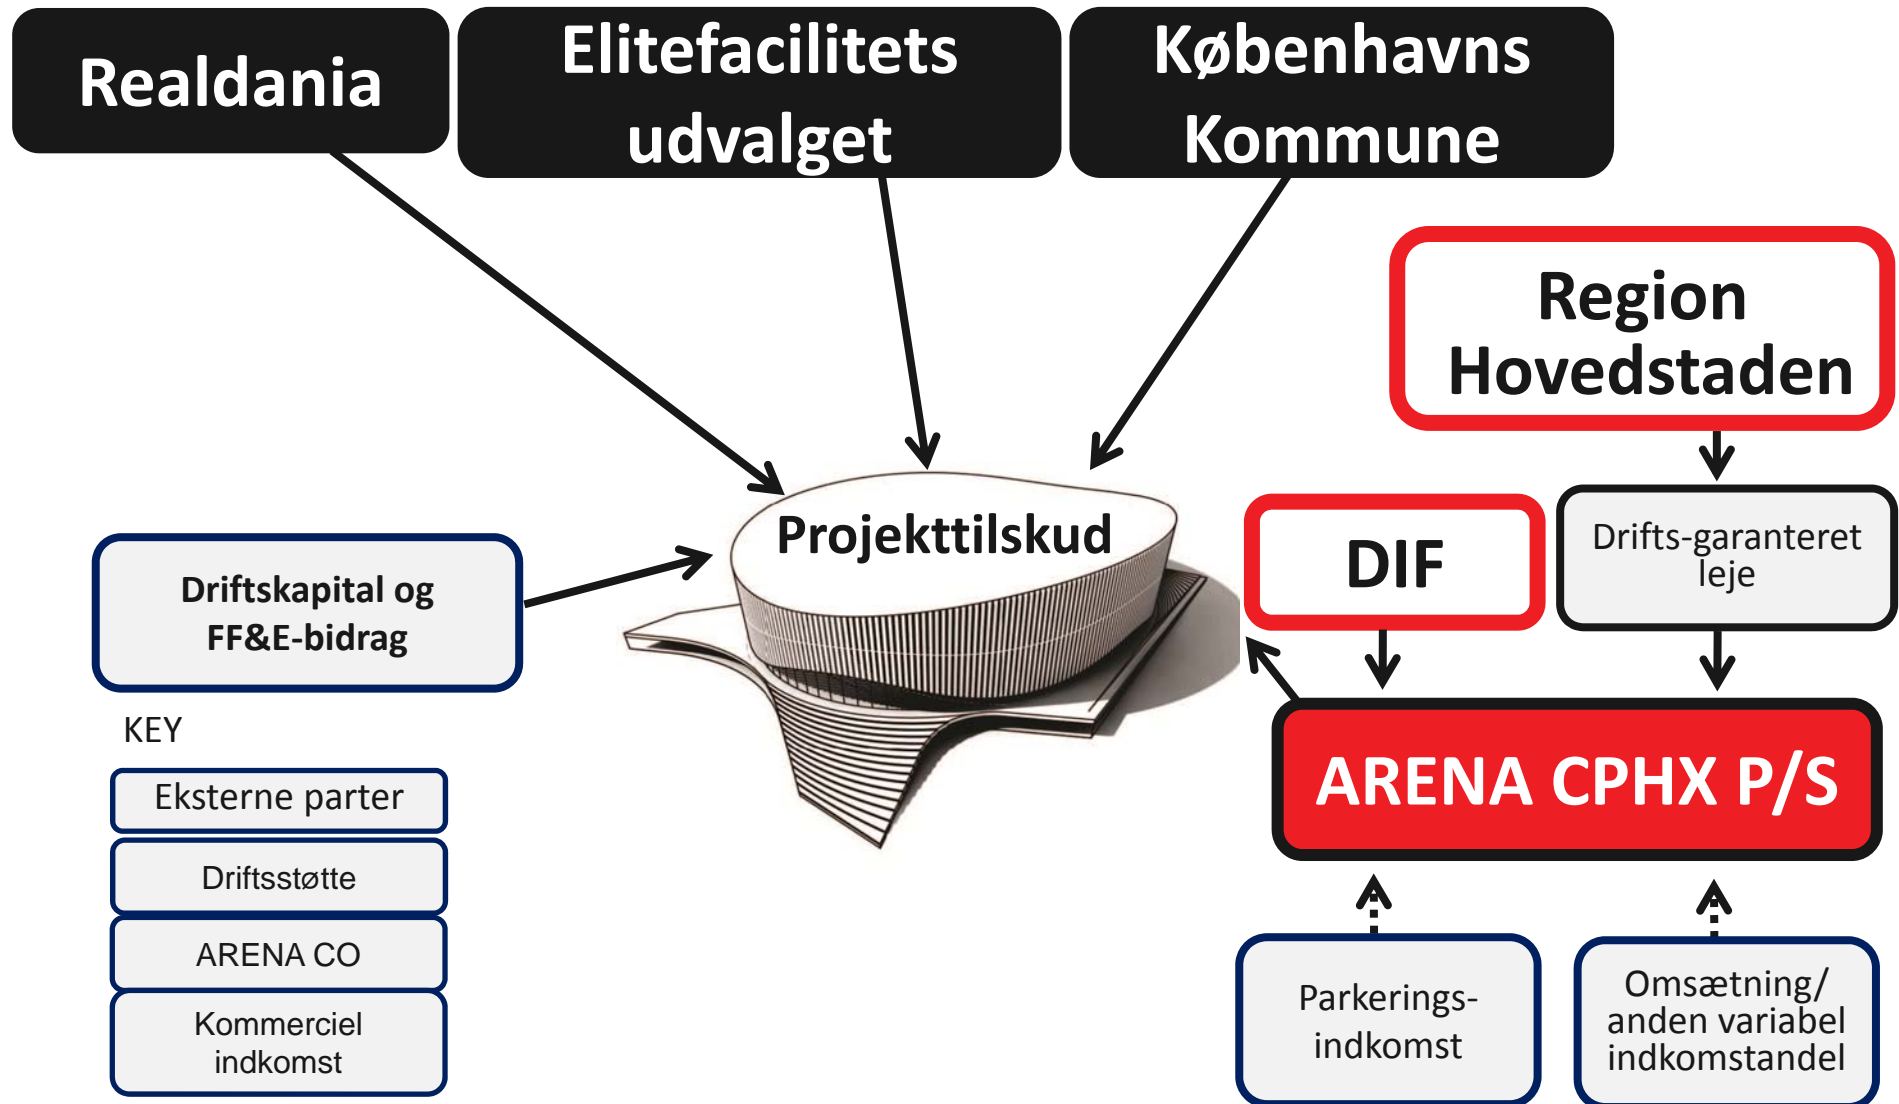 Realdania
Elitefacilitets
udvalget
Københavns
Kommune
Region
Hovedstaden
Projekttilskud
DIF
Drifts-garanteret
leje
Driftskapital og
FF&E-bidrag
KEY
Eksterne parter
Driftsstøtte
ARENA CO
Kommerciel
indkomst
ARENA CPHX P/S
Parkerings-
indkomst
Omsætning/
anden variabel
indkomstandel